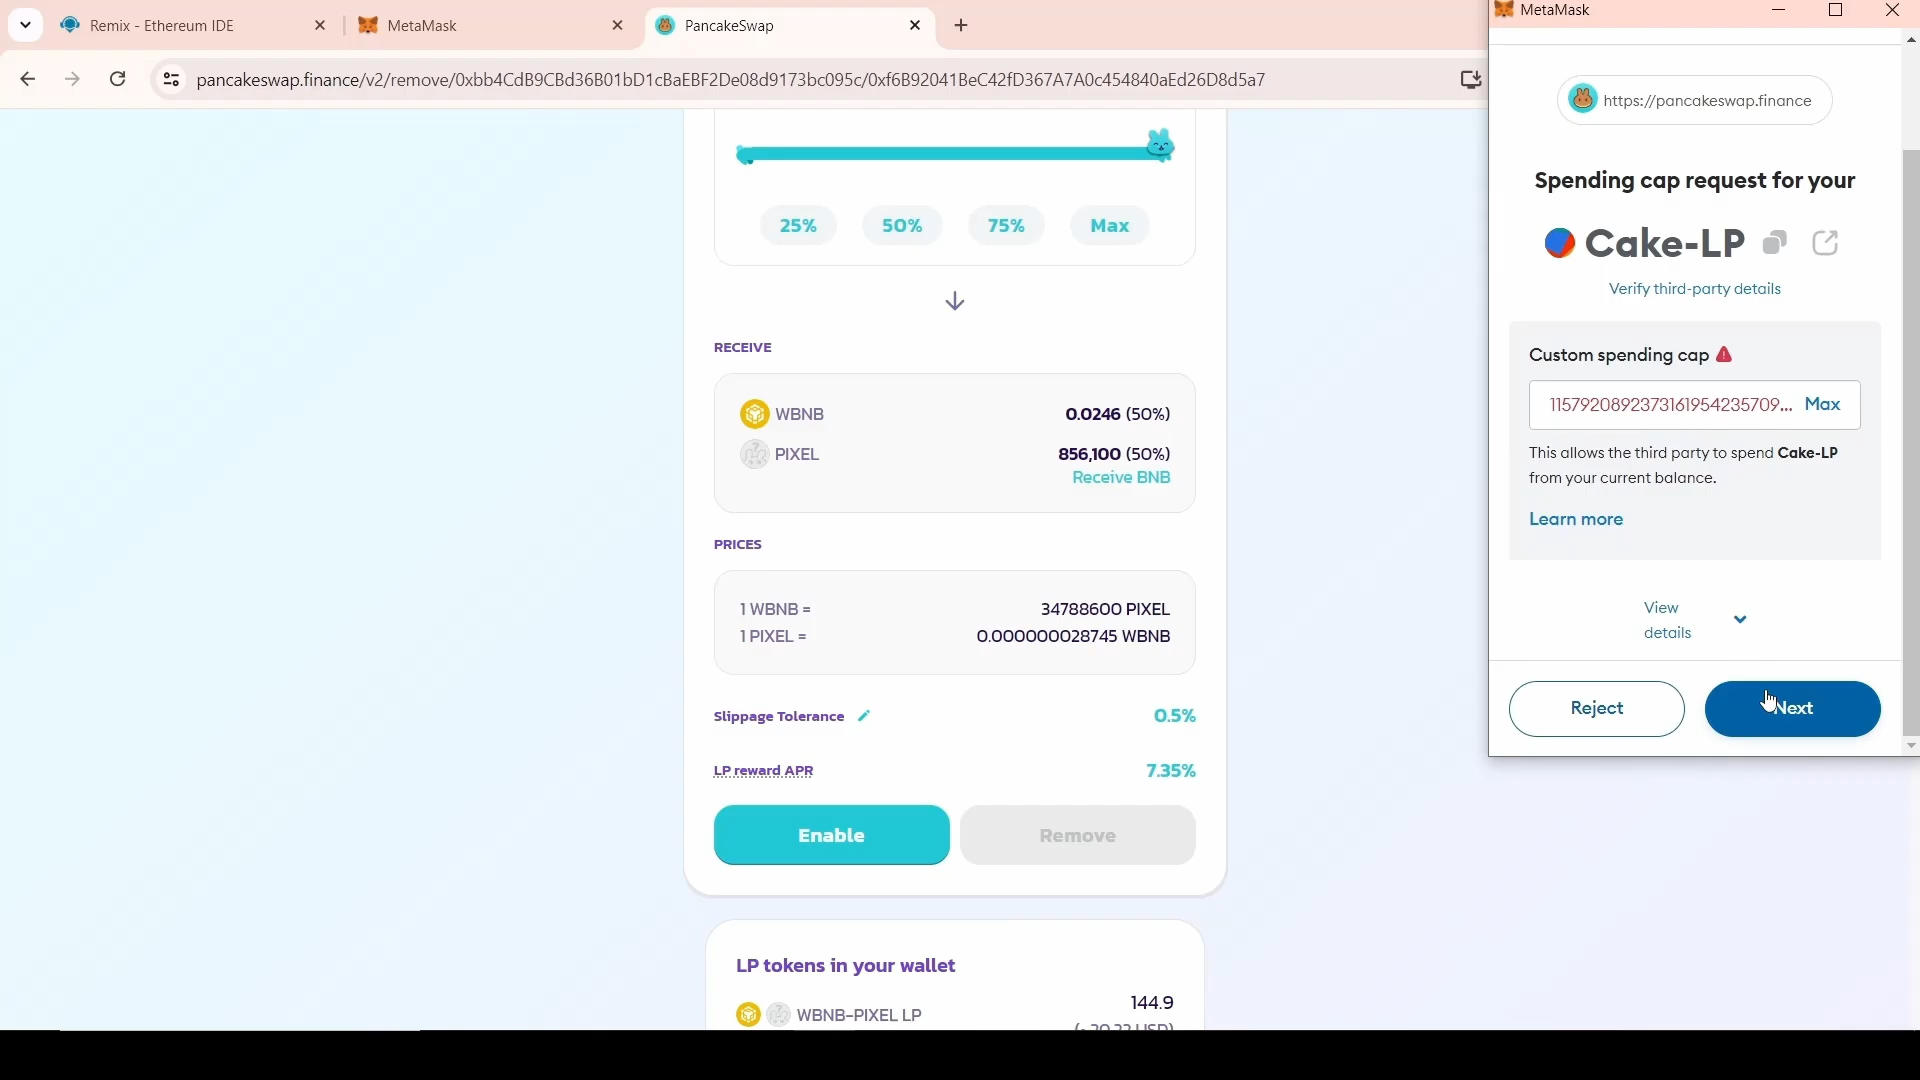 Remix - Ethereum IDE
MetaMask
PancakeSwap
pancakeswap.finance/v2/remove/0xbb4CdB9CBd36B01bD1cBaEBF2De08d9173bc095c/0xf6B92041BeC42fD367A7A0c454840aEd26D8d5a7
25% 50% 75% Max
RECEIVE
WBNB 0.0246 (50%)
PIXEL 856,100 (50%)
Receive BNB
PRICES
1 WBNB = 34788600 PIXEL
1 PIXEL = 0.000000028745 WBNB
Slippage Tolerance 0.5%
LP reward APR 7.35%
Enable Remove
LP tokens in your wallet
WBNB-PIXEL LP 144.9
MetaMask
https://pancakeswap.finance
Spending cap request for your
Cake-LP
Verify third-party details
Custom spending cap
115792089237316195423570​9... Max
This allows the third party to spend Cake-LP
from your current balance.
Learn more
View
details
Reject Next